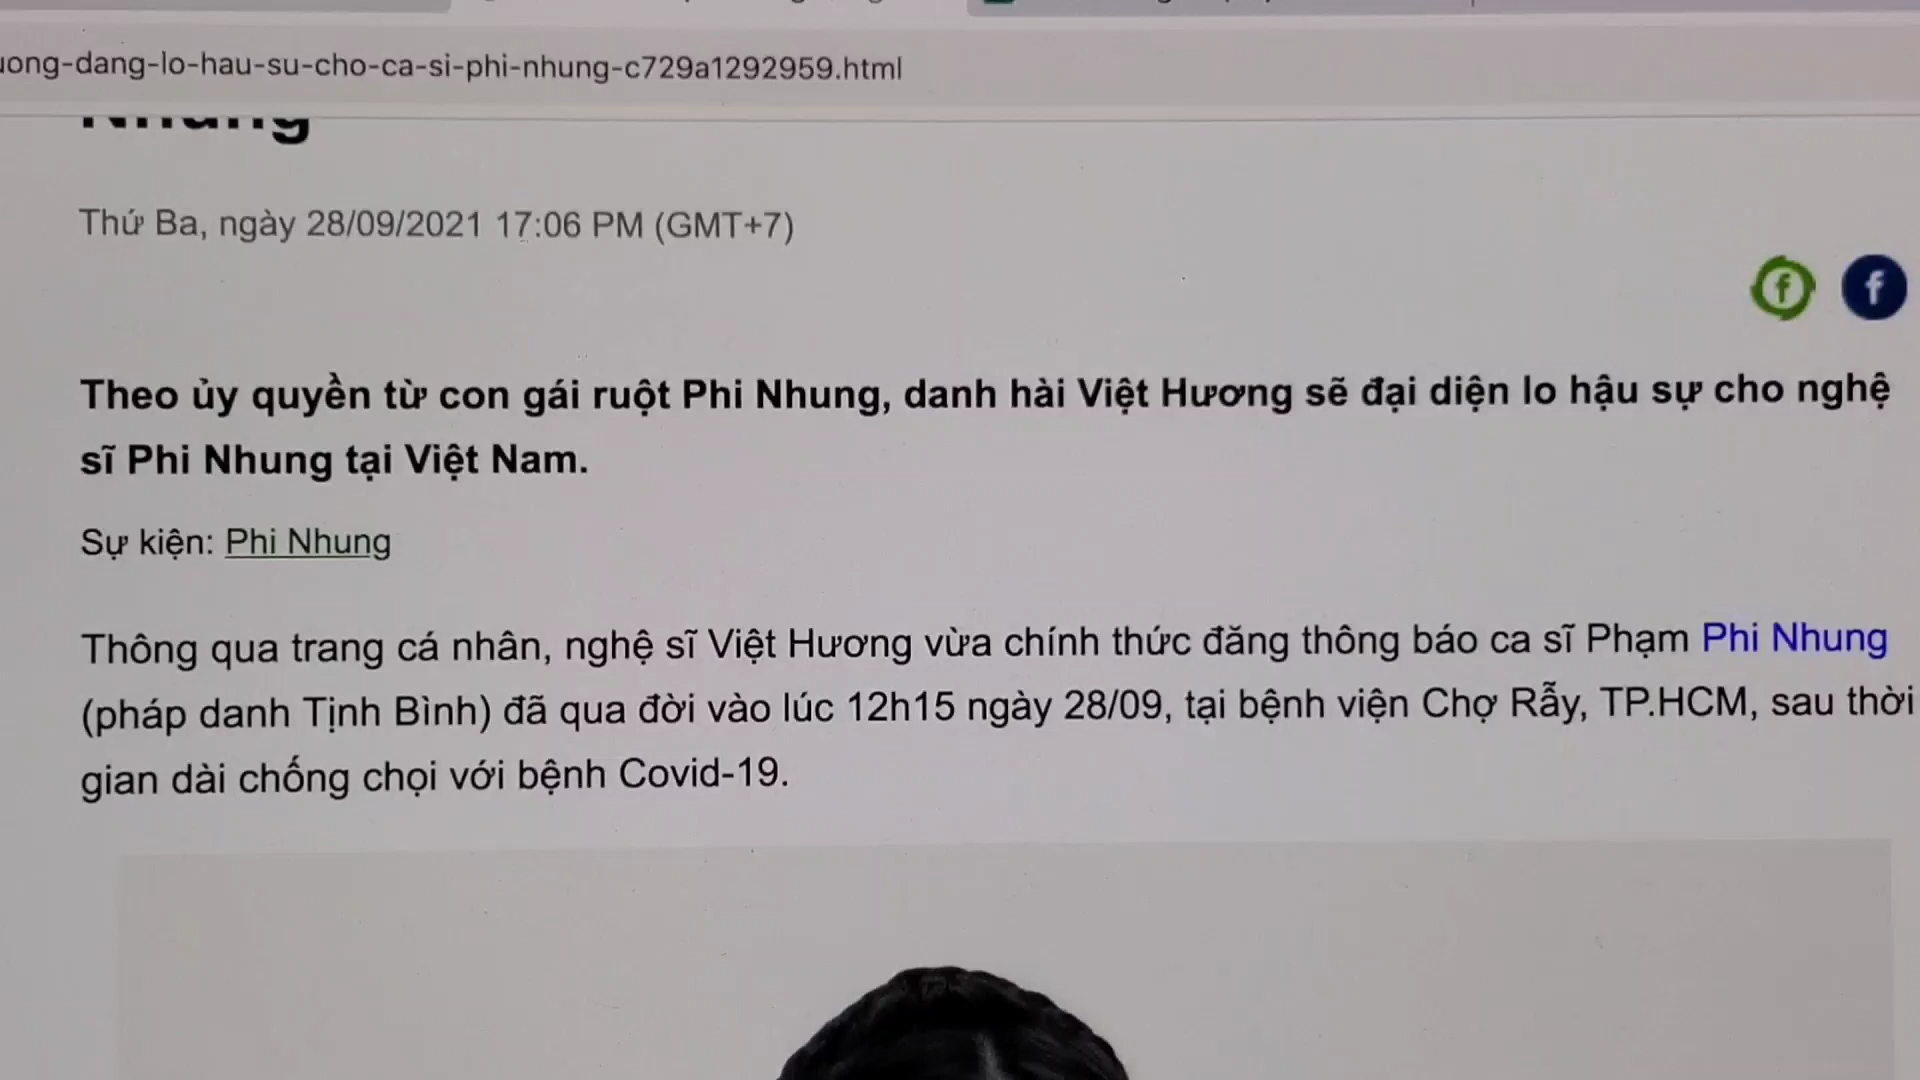 uong-dang-lo-hau-su-cho-ca-si-phi-nhung-c729a1292959.html
Nhung
Thứ Ba, ngày 28/09/2021 17:06 PM (GMT+7)
f f
Theo ủy quyền từ con gái ruột Phi Nhung, danh hài Việt Hương sẽ đại diện lo hậu sự cho nghệ
sĩ Phi Nhung tại Việt Nam.
Sự kiện: Phi Nhung
Thông qua trang cá nhân, nghệ sĩ Việt Hương vừa chính thức đăng thông báo ca sĩ Phạm Phi Nhung
(pháp danh Tịnh Bình) đã qua đời vào lúc 12h15 ngày 28/09, tại bệnh viện Chợ Rẫy, TP.HCM, sau thời
gian dài chống chọi với bệnh Covid-19.